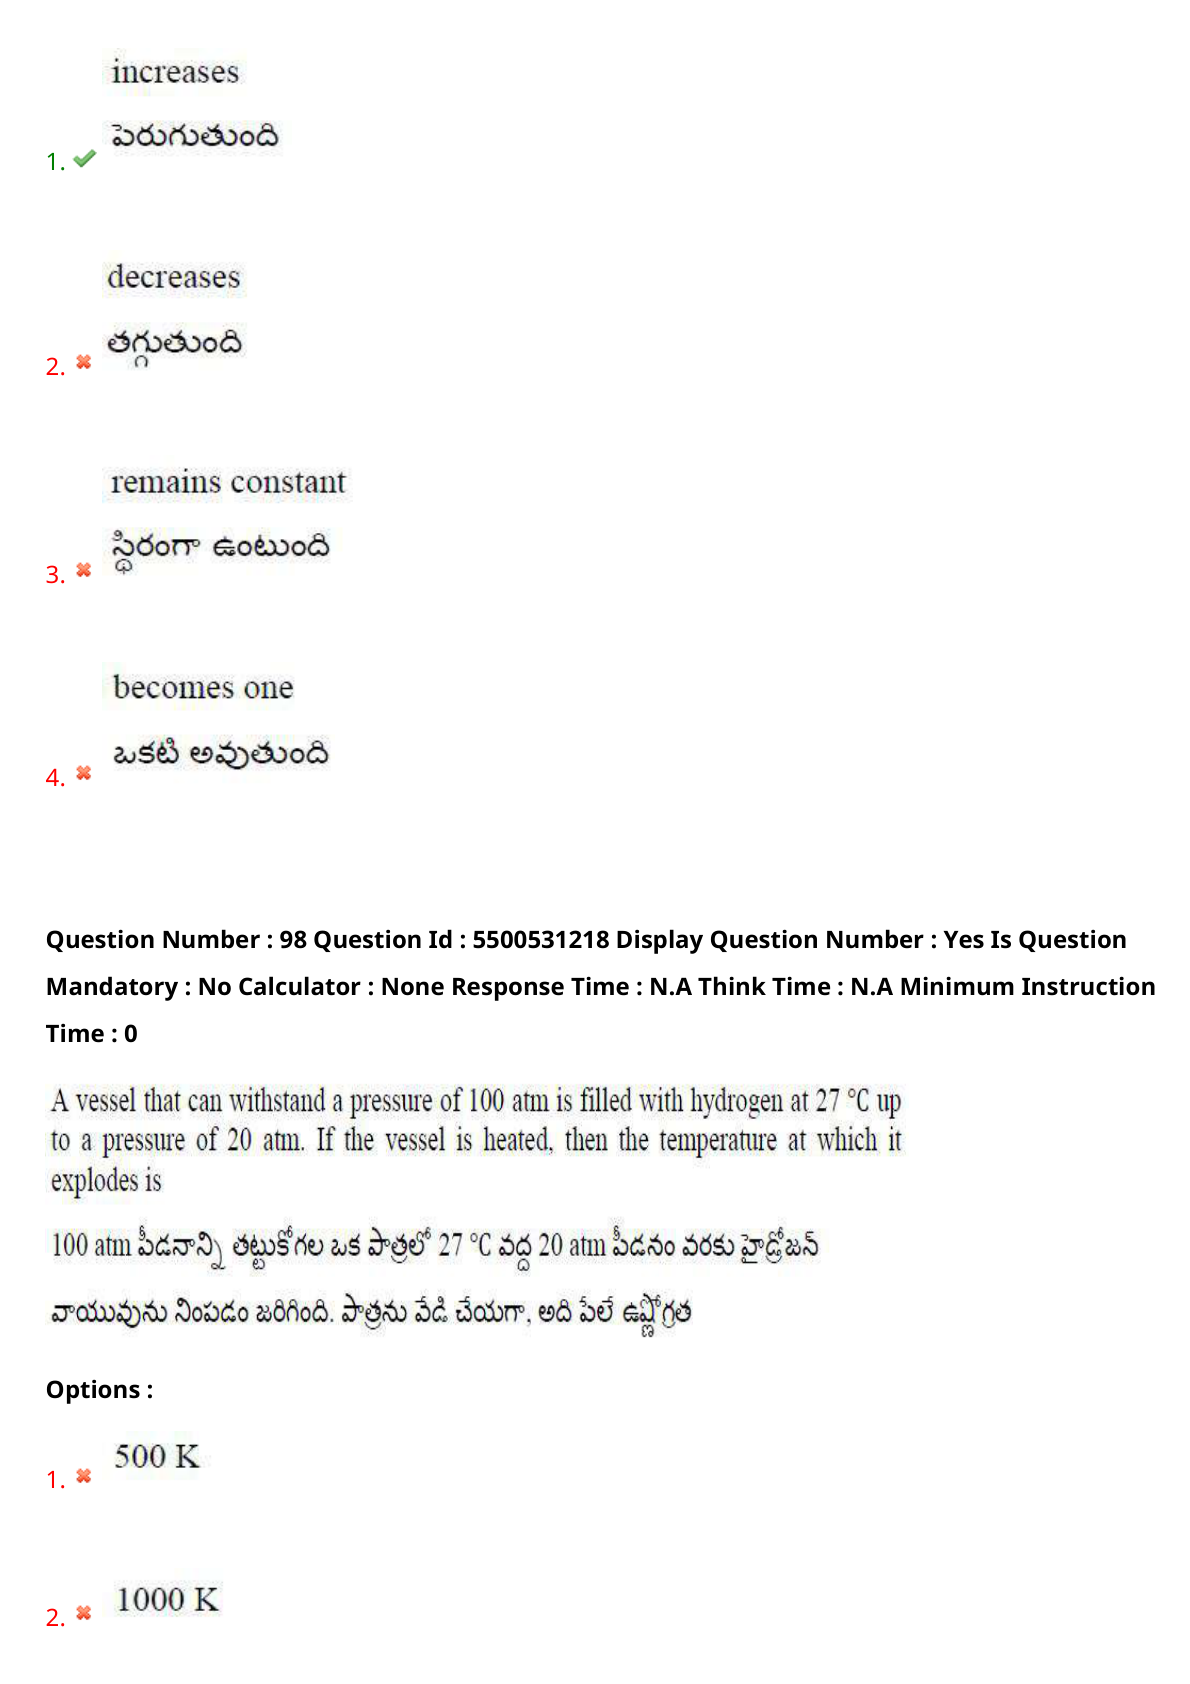 increases
పెరుగుతుంది
1.
decreases
తగ్గుతుంది
2.
remains constant
స్థిరంగా ఉంటుంది
3.
becomes one
ఒకటి అవుతుంది
4.
Question Number : 98 Question Id : 5500531218 Display Question Number : Yes Is Question
Mandatory : No Calculator : None Response Time : N.A Think Time : N.A Minimum Instruction
Time : 0
A vessel that can withstand a pressure of 100 atm is filled with hydrogen at 27 °C up
to a pressure of 20 atm. If the vessel is heated, then the temperature at which it
explodes is
100 atm పీడనాన్ని తట్టుకోగల ఒక పాత్రలో 27 °C వద్ద 20 atm పీడనం వరకు హైడ్రోజన్
వాయువును నింపడం జరిగింది. పాత్రను వేడి చేయగా, అది పేలే ఉష్ణోగ్రత
Options :
500 K
1.
1000 K
2.